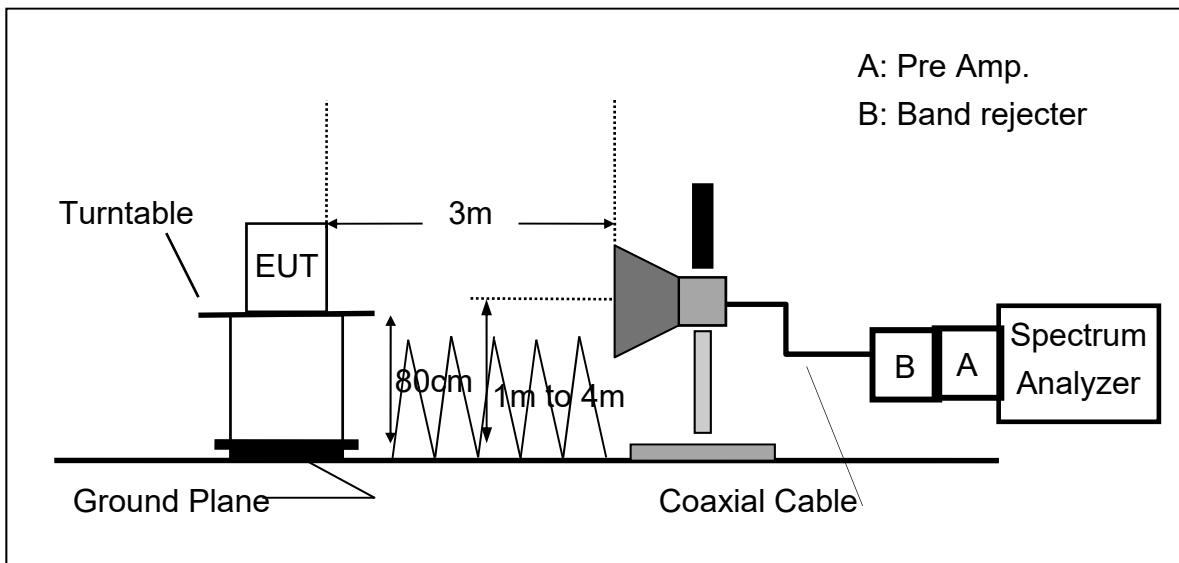 A: Pre Amp.
B: Band rejecter
Turntable
3m
EUT
80cm
1m to 4m
B
A
Spectrum
Analyzer
Ground Plane
Coaxial Cable